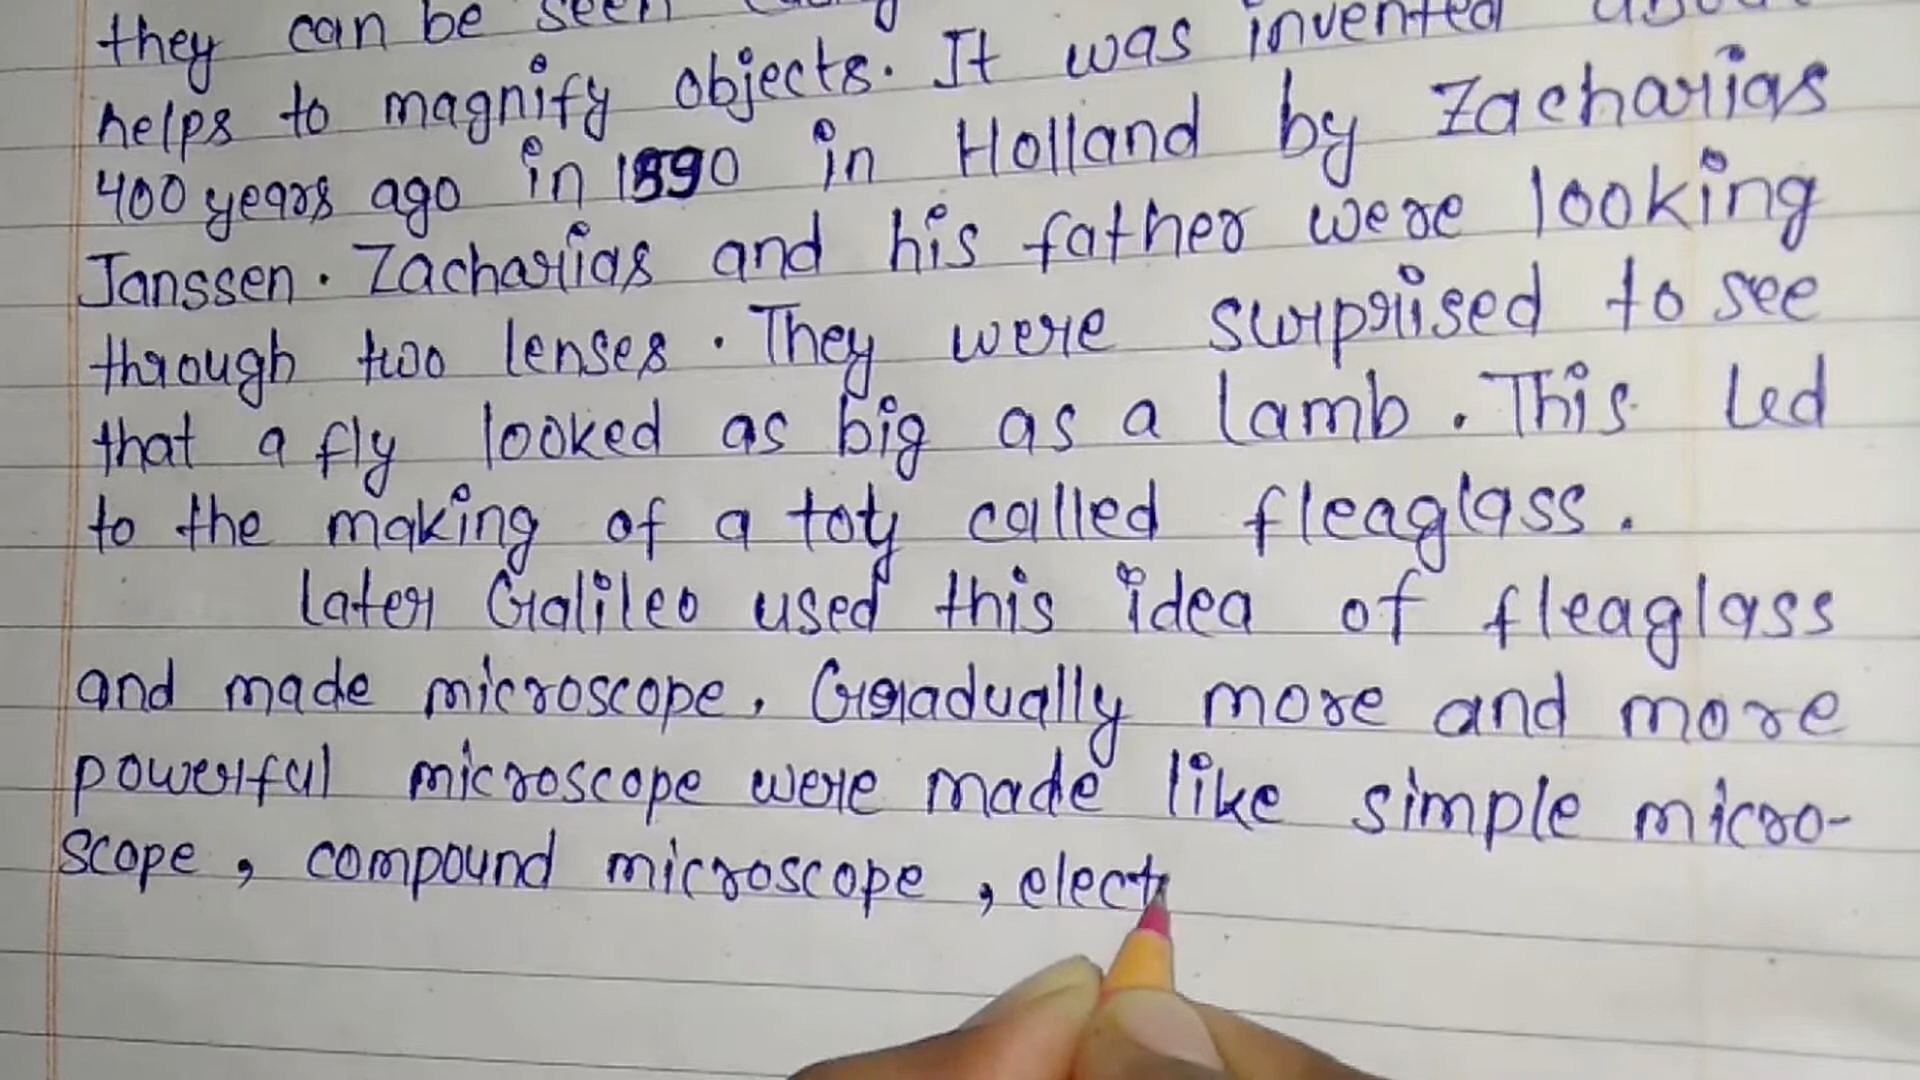 they can be seen
helps to magnify objects. It was invented about
400 years ago in 1590 in Holland by Zacharias
Janssen. Zacharias and his father were looking
through two lenses. They were surprised to see
that a fly looked as big as a lamb. This led
to the making of a toy called fleaglass.
Later Galileo used this idea of fleaglass
and made microscope. Gradually more and more
powerful microscope were made like simple micro-
scope, compound microscope, elect